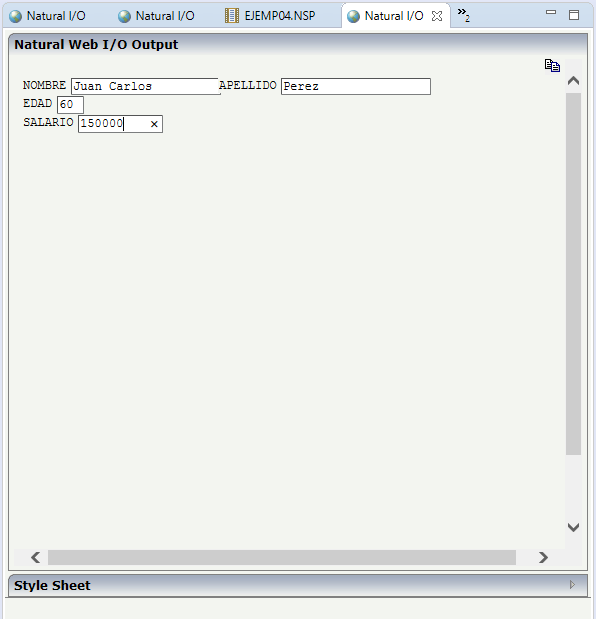 Natural I/O Natural I/O EJEMP04.NSP Natural I/O »2
Natural Web I/O Output
NOMBRE Juan Carlos APELLIDO Perez
EDAD 60
SALARIO 150000
Style Sheet